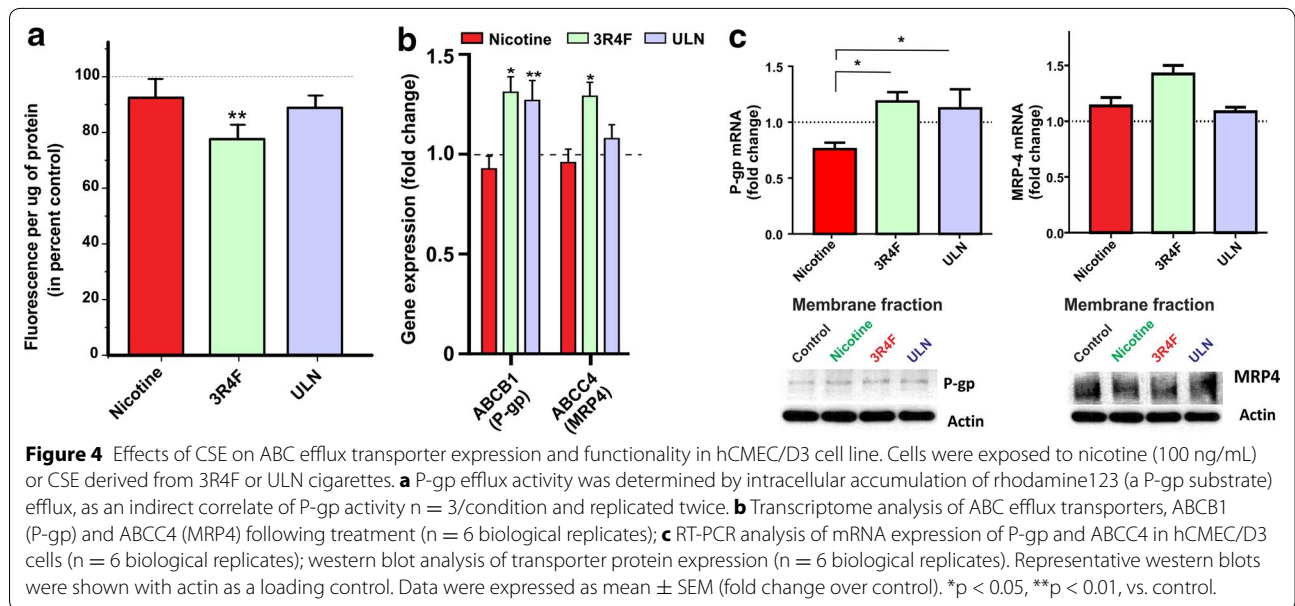 a
Fluorescence per ug of protein
(in percent control)
100
80
60
40
20
0
**
Nicotine
3R4F
ULN
b
Nicotine 3R4F ULN
Gene expression (fold change)
1.5
1.0
0.5
0
* ** *
ABCB1
(P-gp)
ABCC4
(MRP4)
c
P-gp mRNA
(fold change)
1.5
1.0
0.5
0.0
*
*
Nicotine
3R4F
ULN
Membrane fraction
Control
Nicotine
3R4F
ULN
P-gp
Actin
MRP-4 mRNA
(fold change)
1.5
1.0
0.5
0.0
Nicotine
3R4F
ULN
Membrane fraction
Control
Nicotine
3R4F
ULN
MRP4
Actin
Figure 4 Effects of CSE on ABC efflux transporter expression and functionality in hCMEC/D3 cell line. Cells were exposed to nicotine (100 ng/mL)
or CSE derived from 3R4F or ULN cigarettes. a P-gp efflux activity was determined by intracellular accumulation of rhodamine123 (a P-gp substrate)
efflux, as an indirect correlate of P-gp activity n = 3/condition and replicated twice. b Transcriptome analysis of ABC efflux transporters, ABCB1
(P-gp) and ABCC4 (MRP4) following treatment (n = 6 biological replicates); c RT-PCR analysis of mRNA expression of P-gp and ABCC4 in hCMEC/D3
cells (n = 6 biological replicates); western blot analysis of transporter protein expression (n = 6 biological replicates). Representative western blots
were shown with actin as a loading control. Data were expressed as mean ± SEM (fold change over control). *p < 0.05, **p < 0.01, vs. control.